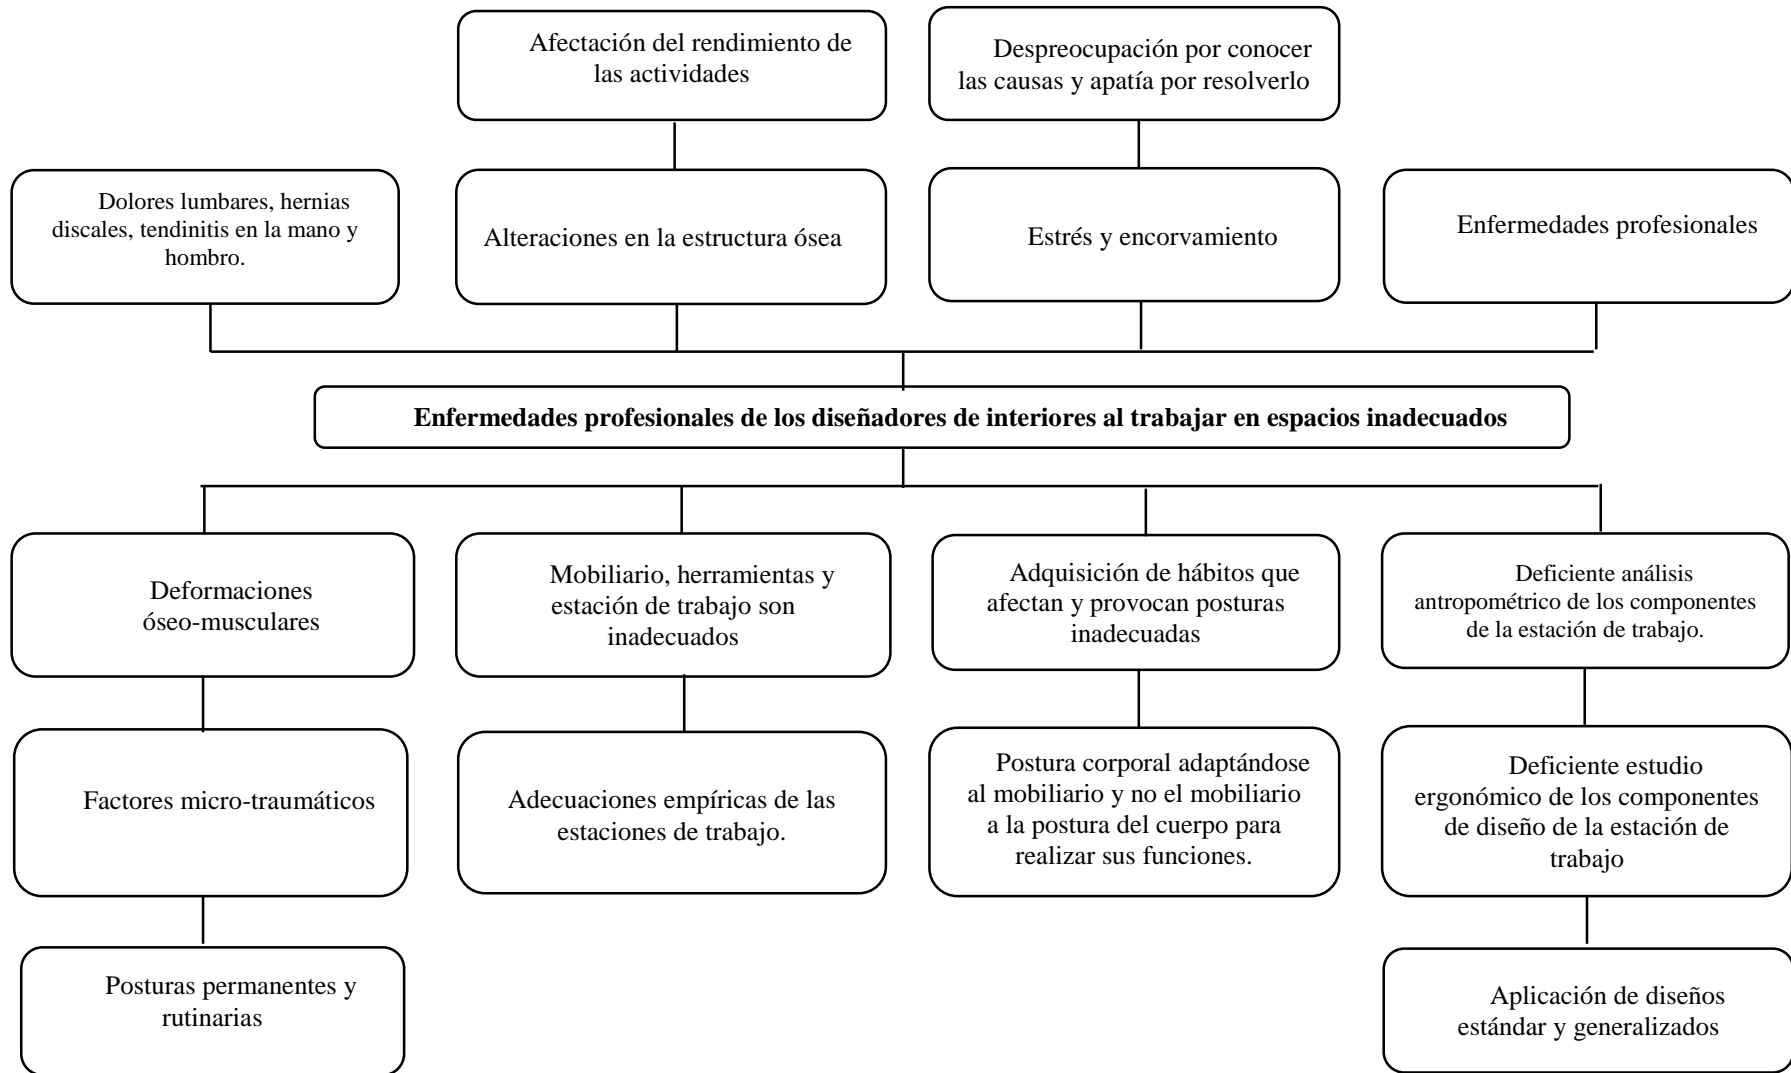 Afectación del rendimiento de
las actividades
Despreocupación por conocer
las causas y apatía por resolverlo
Dolores lumbares, hernias
discales, tendinitis en la mano y
hombro.
Alteraciones en la estructura ósea
Estrés y encorvamiento
Enfermedades profesionales
Enfermedades profesionales de los diseñadores de interiores al trabajar en espacios inadecuados
Deformaciones
óseo-musculares
Mobiliario, herramientas y
estación de trabajo son
inadecuados
Adquisición de hábitos que
afectan y provocan posturas
inadecuadas
Deficiente análisis
antropométrico de los componentes
de la estación de trabajo.
Factores micro-traumáticos
Adecuaciones empíricas de las
estaciones de trabajo.
Postura corporal adaptándose
al mobiliario y no el mobiliario
a la postura del cuerpo para
realizar sus funciones.
Deficiente estudio
ergonómico de los componentes
de diseño de la estación de
trabajo
Posturas permanentes y
rutinarias
Aplicación de diseños
estándar y generalizados